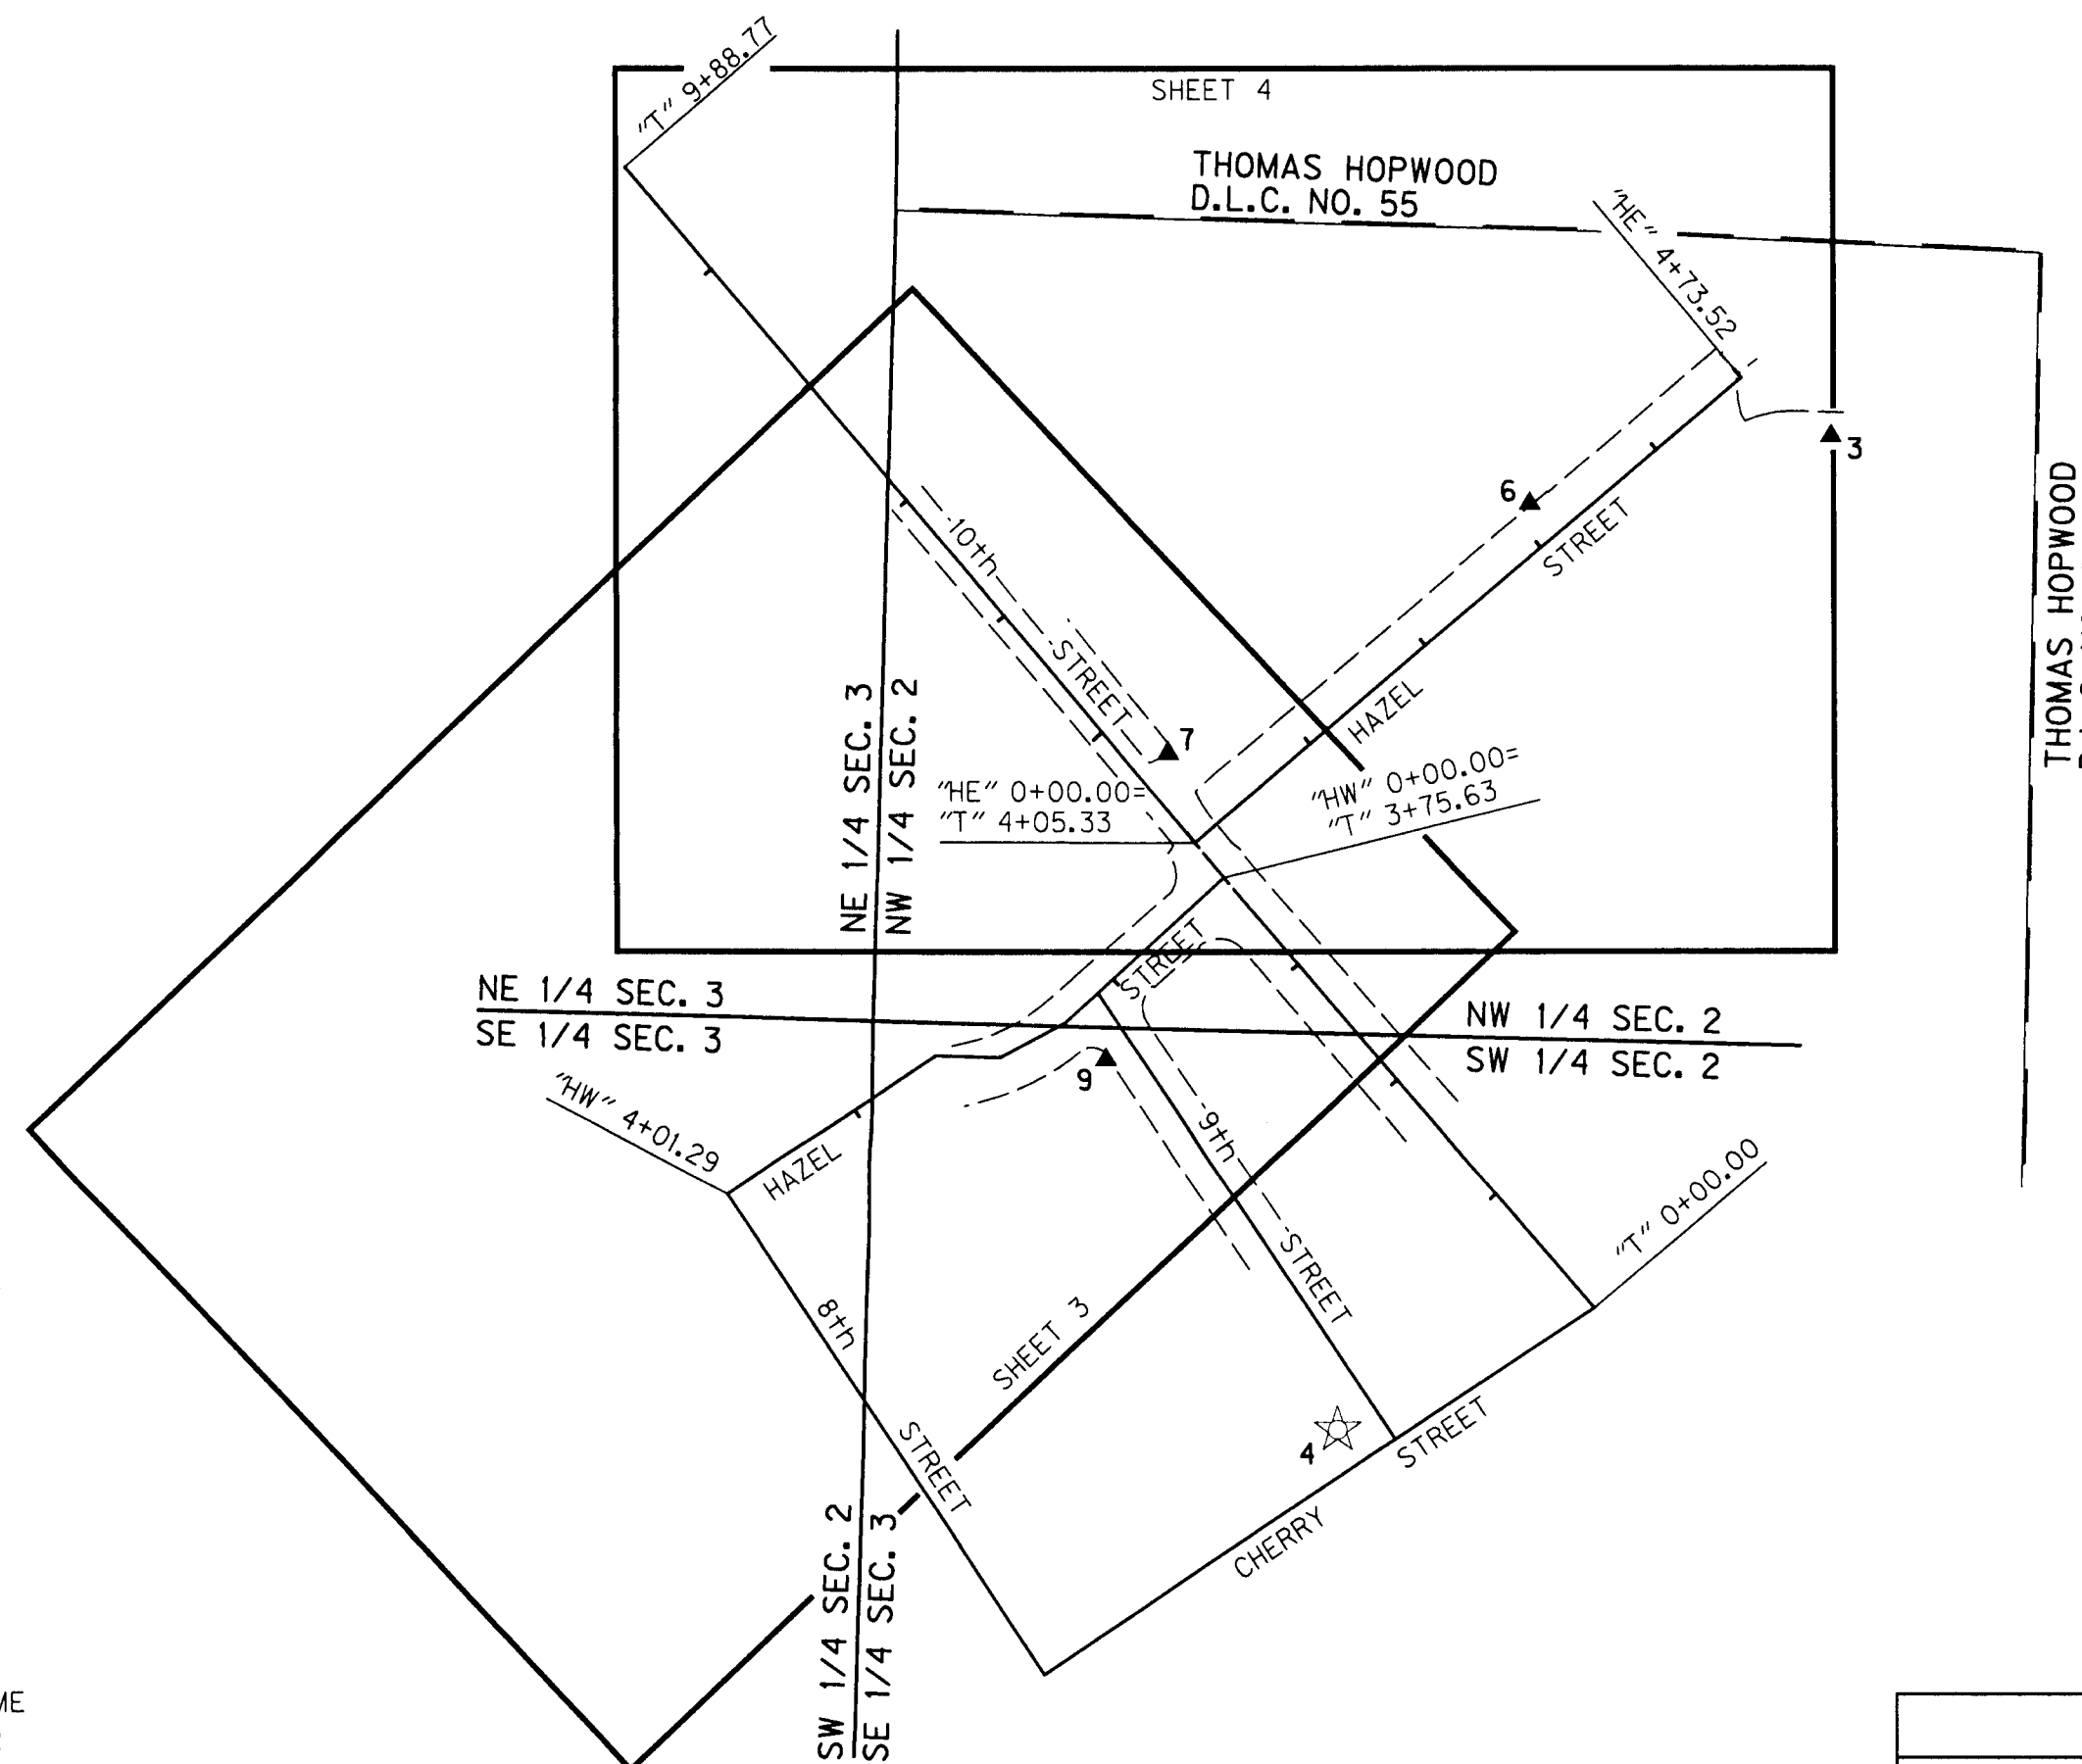 "T" 9+88.77
SHEET 4
THOMAS HOPWOOD
D.L.C. NO. 55
"HE" 4+73.52
3
6
STREET
10th
STREET
7
HAZEL
THOMAS HOPWOOD
NE 1/4 SEC. 3
NW 1/4 SEC. 2
"HE" 0+00.00=
"T" 4+05.33
"HW" 0+00.00=
"T" 3+75.63
STREET
NE 1/4 SEC. 3
SE 1/4 SEC. 3
NW 1/4 SEC. 2
SW 1/4 SEC. 2
9
"HW" 4+01.29
HAZEL
9th
STREET
"T" 0+00.00
8th
STREET
SHEET 3
4
STREET
CHERRY
SW 1/4 SEC. 2
SE 1/4 SEC. 3
ME